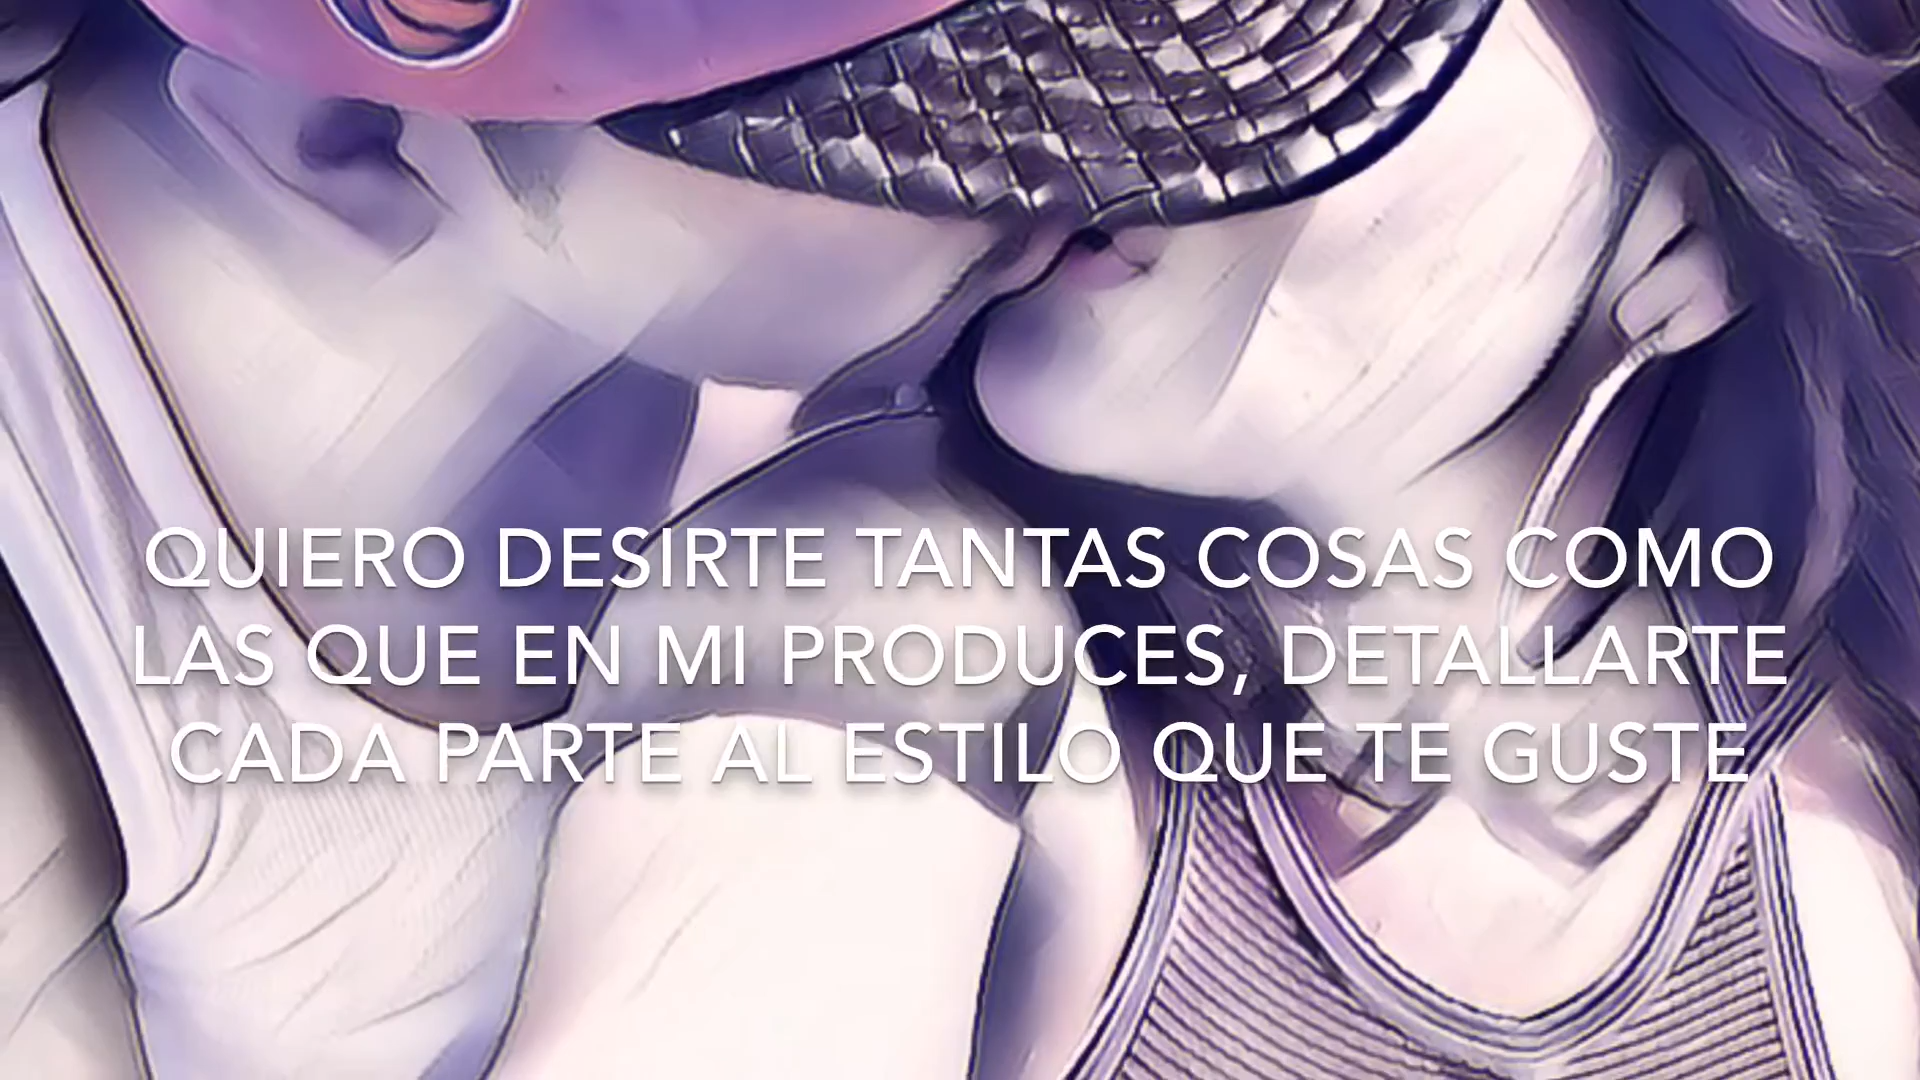 QUIERO DESIRTE TANTAS COSAS COMO
LAS QUE EN MI PRODUCES, DETALLARTE
CADA PARTE AL ESTILO QUE TE GUSTE